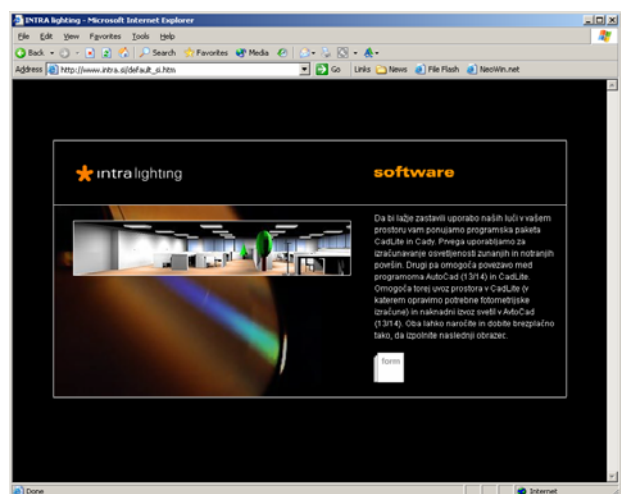 INTRA lighting - Microsoft Internet Explorer
File Edit View Favorites Tools Help
Back Search Favorites Media
Address http://www.intra.si/default_si.htm Go Links News File Flash NeoWin.net
intra lighting
software
Da bi lažje zastavili uporabo naših luči v vašem
prostoru vam ponujamo programska paketa
CadLite in Cady. Prvega uporabljamo za
izračunavanje osvetljenosti zunanjih in notranjih
površin. Drugi pa omogoča povezavo med
programoma AutoCad (13/14) in CadLite.
Omogoča torej uvoz prostora v CadLite (v
katerem opravimo potrebne fotometrijske
izračune) in naknadni izvoz svetil v AvtoCad
(13/14). Oba lahko naročite in dobite brezplačno
tako, da izpolnite naslednji obrazec.
form
Done Internet